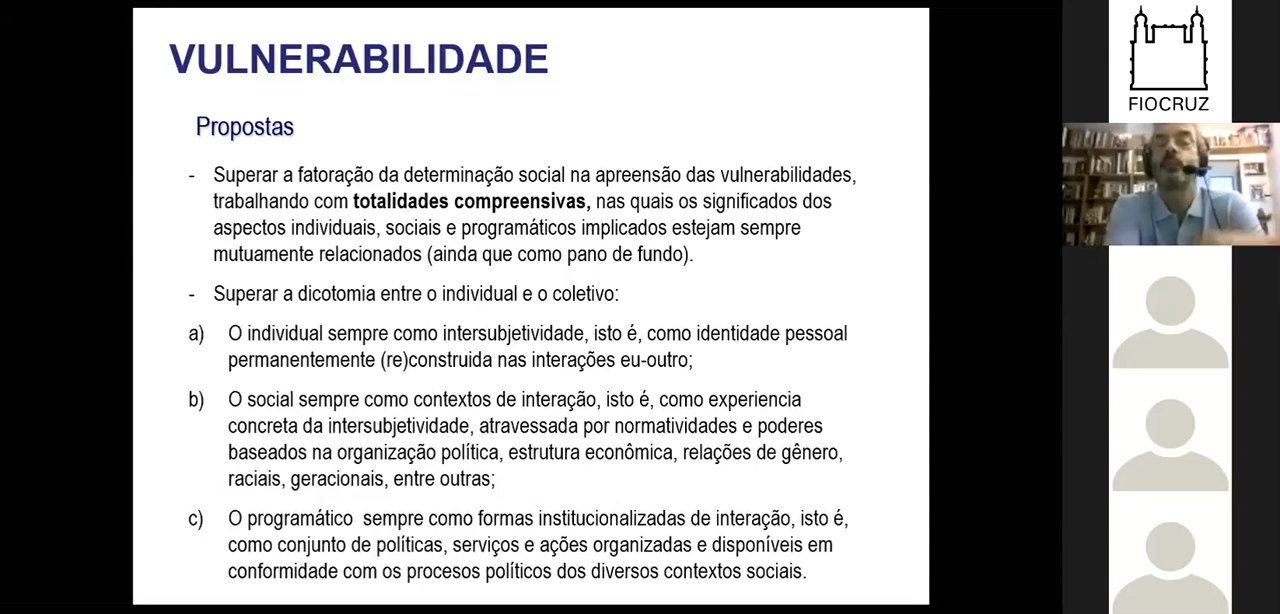 VULNERABILIDADE
Propostas
- Superar a fatoração da determinação social na apreensão das vulnerabilidades,
trabalhando com totalidades compreensivas, nas quais os significados dos
aspectos individuais, sociais e programáticos implicados estejam sempre
mutuamente relacionados (ainda que como pano de fundo).
- Superar a dicotomia entre o individual e o coletivo:
a) O individual sempre como intersubjetividade, isto é, como identidade pessoal
permanentemente (re)construida nas interações eu-outro;
b) O social sempre como contextos de interação, isto é, como experiencia
concreta da intersubjetividade, atravessada por normatividades e poderes
baseados na organização política, estrutura econômica, relações de gênero,
raciais, geracionais, entre outras;
c) O programático sempre como formas institucionalizadas de interação, isto é,
como conjunto de políticas, serviços e ações organizadas e disponíveis em
conformidade com os procesos políticos dos diversos contextos sociais.
FIOCRUZ